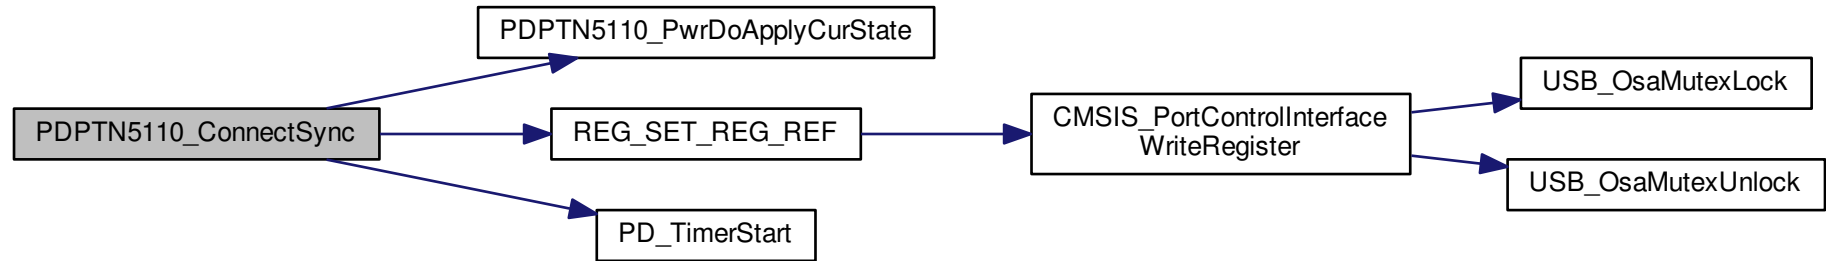 PDPTN5110_PwrDoApplyCurState
PDPTN5110_ConnectSync
REG_SET_REG_REF
CMSIS_PortControlInterface
WriteRegister
USB_OsaMutexLock
USB_OsaMutexUnlock
PD_TimerStart